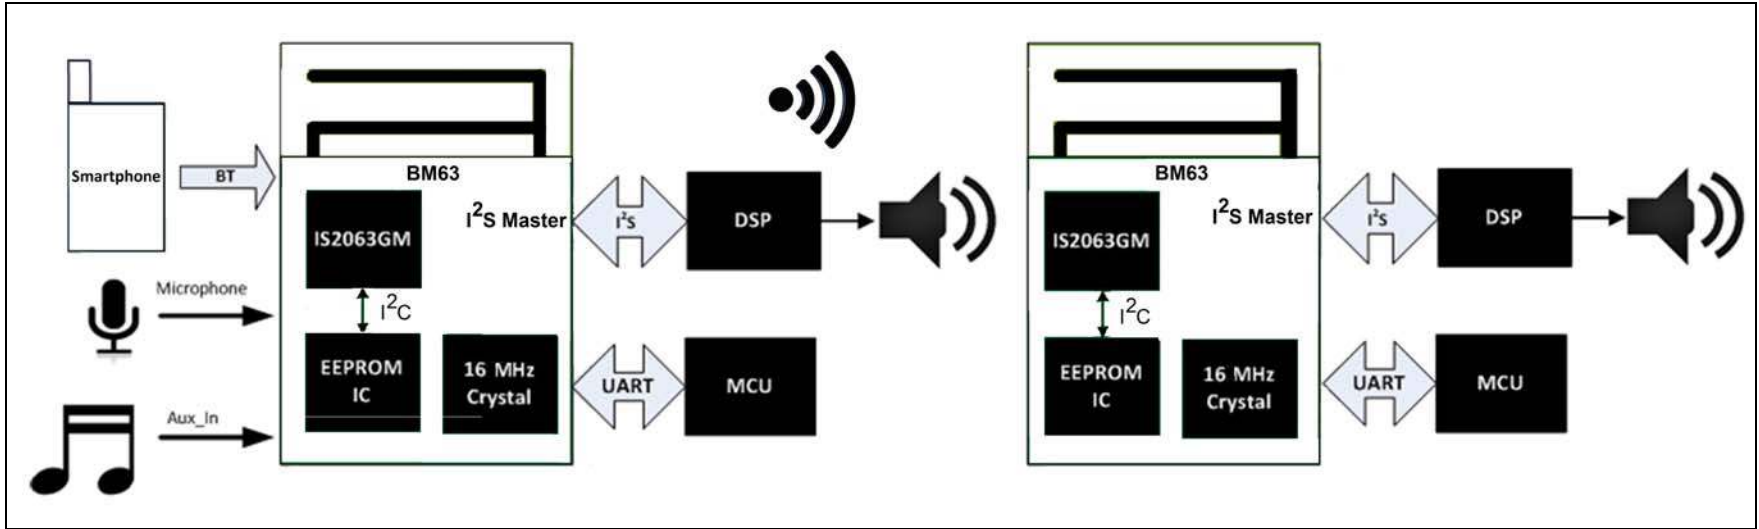 Smartphone
BT
Microphone
Aux_In
BM63
I²S Master
IS2063GM
I²C
EEPROM
IC
16 MHz
Crystal
I²S
DSP
UART
MCU
BM63
I²S Master
IS2063GM
I²C
EEPROM
IC
16 MHz
Crystal
I²S
DSP
UART
MCU